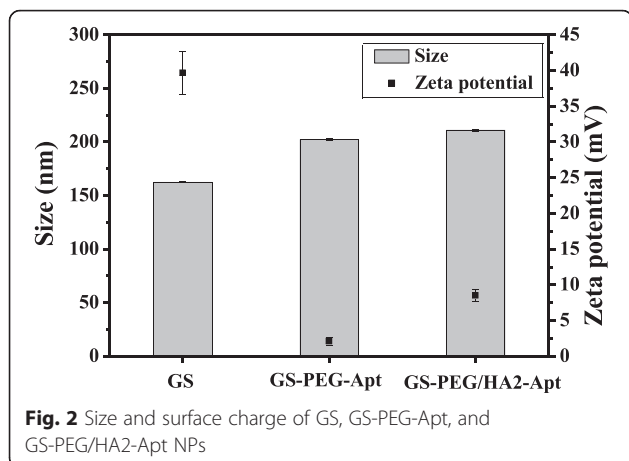 300
250
200
150
100
50
0
Size (nm)
Size
Zeta potential
45
40
35
30
25
20
15
10
5
0
Zeta potential (mV)
GS
GS-PEG-Apt
GS-PEG/HA2-Apt
Fig. 2 Size and surface charge of GS, GS-PEG-Apt, and
GS-PEG/HA2-Apt NPs